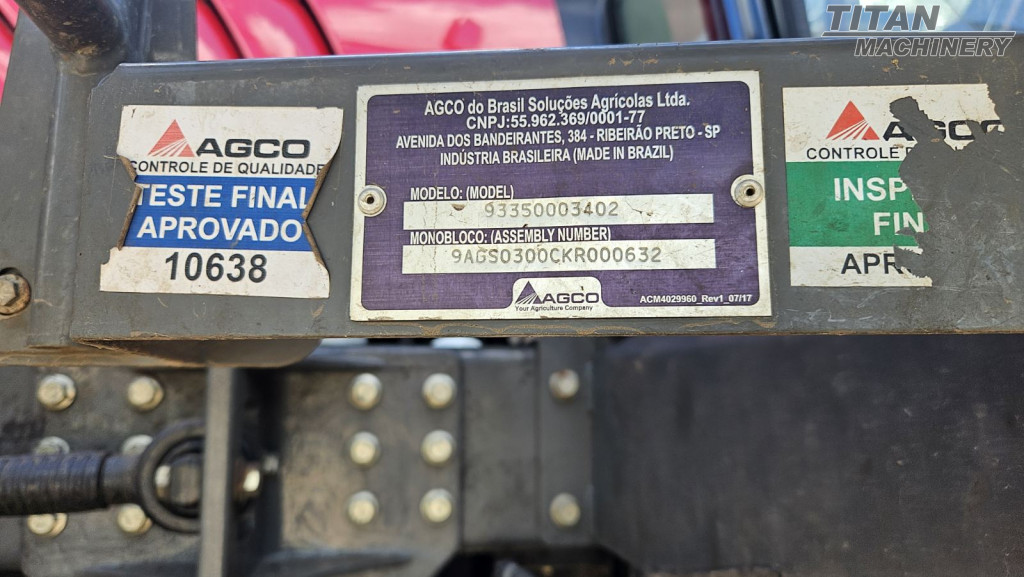 TITAN
MACHINERY
AGCO
CONTROLE DE QUALIDADE
TESTE FINAL
APROVADO
10638
AGCO do Brasil Soluções Agrícolas Ltda.
CNPJ:55.962.369/0001-77
AVENIDA DOS BANDEIRANTES, 384 - RIBEIRÃO PRETO - SP
INDÚSTRIA BRASILEIRA (MADE IN BRAZIL)
MODELO: (MODEL)
93350003402
MONOBLOCO: (ASSEMBLY NUMBER)
9AGS0300CKR000632
AGCO
Your Agriculture Company
ACM4029960_Rev1_07/17
AGCO
CONTROLE
INSP
FIN
APR